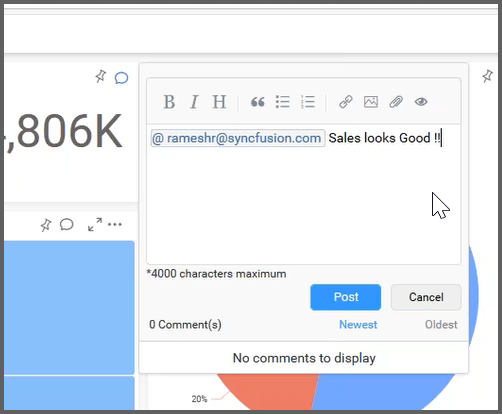 ,806K
B I H
@ rameshr@syncfusion.com Sales looks Good !!
*4000 characters maximum
Post Cancel
0 Comment(s) Newest Oldest
No comments to display
20%